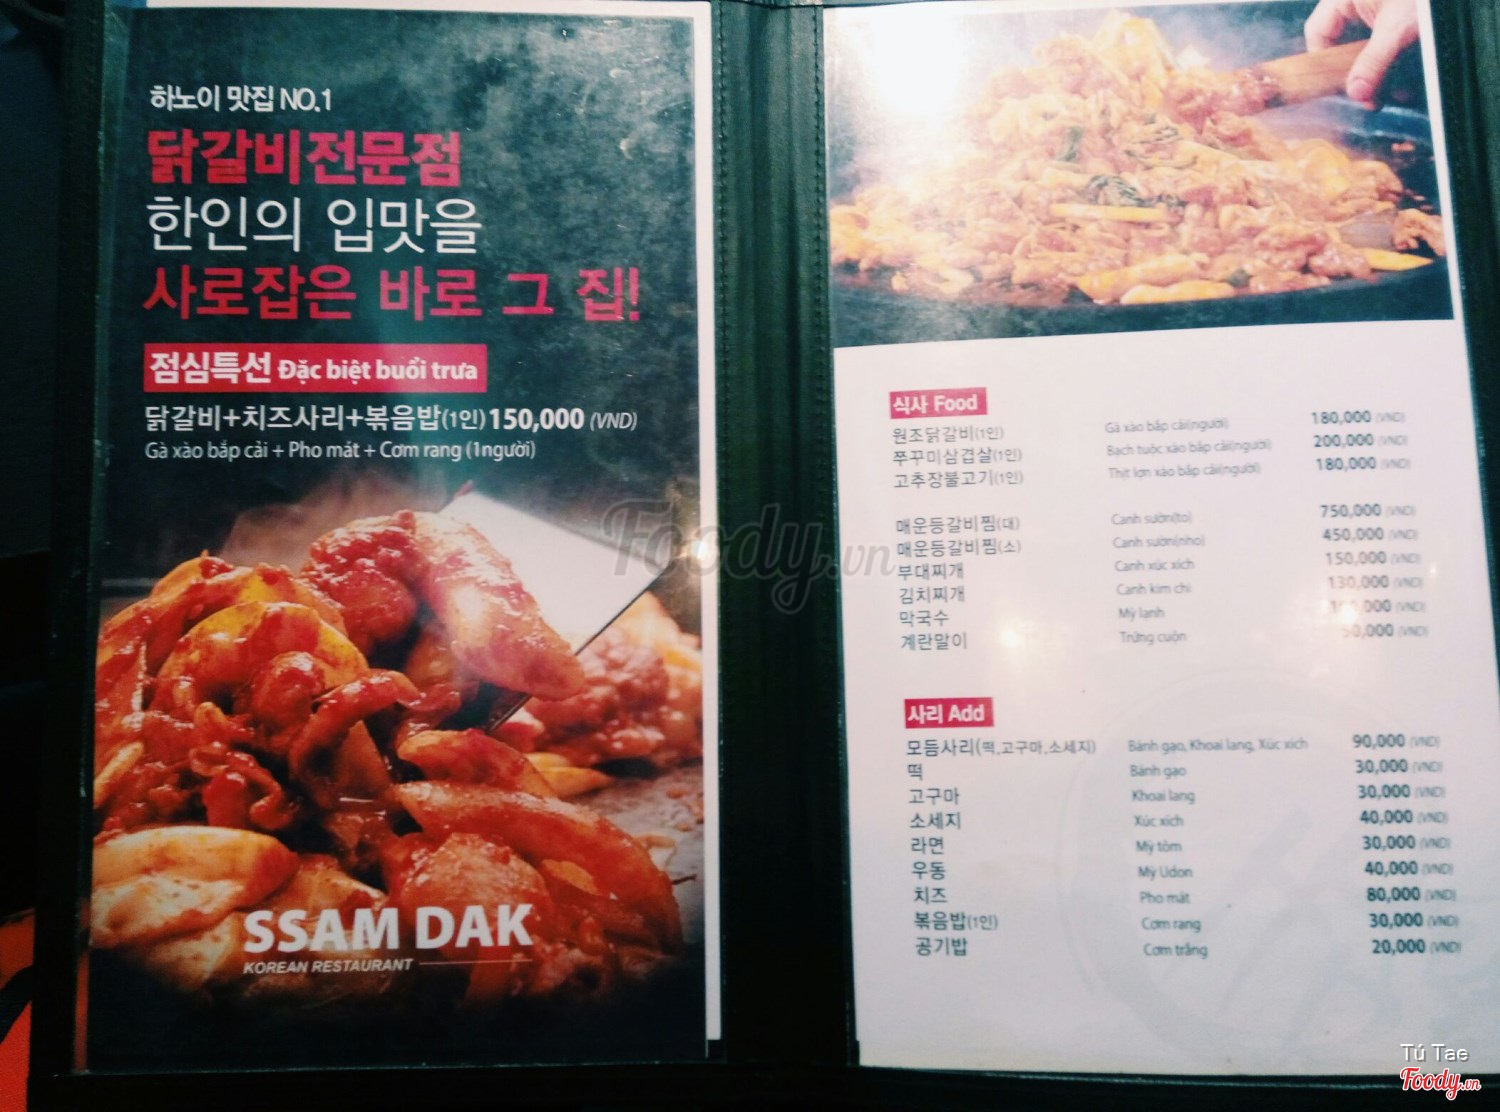 하노이 맛집 NO.1
닭갈비전문점
한인의 입맛을
사로잡은 바로 그 집!
점심특선 Đặc biệt buổi trưa
닭갈비+치즈사리+볶음밥(1인) 150,000 (VND)
Gà xào bắp cải + Pho mát + Cơm rang (1người)
SSAM DAK
KOREAN RESTAURANT
식사 Food
원조닭갈비(1인) Gà xào bắp cải(người) 180,000 (VND)
쭈꾸미삼겹살(1인) Bạch tuộc xào bắp cải(người) 200,000 (VND)
고추장불고기(1인) Thịt lợn xào bắp cải(người) 180,000 (VND)
매운등갈비찜(대) Canh sườn(to) 750,000 (VND)
매운등갈비찜(소) Canh sườn(nho) 450,000 (VND)
부대찌개 Canh xúc xích 150,000 (VND)
김치찌개 Canh kim chi 130,000 (VND)
막국수 Mỳ lanh (VND)
계란말이 Trứng cuộn 50,000 (VND)
사리 Add
모듬사리(떡,고구마,소세지) Bánh gạo, Khoai lang, Xúc xích 90,000 (VND)
떡 Bánh gạo 30,000 (VND)
고구마 Khoai lang 30,000 (VND)
소세지 Xúc xích 40,000 (VND)
라면 Mỳ tôm 30,000 (VND)
우동 Mỳ Udon 40,000 (VND)
치즈 Pho mát 80,000 (VND)
볶음밥(1인) Cơm rang 30,000 (VND)
공기밥 Cơm trắng 20,000 (VND)
Foody.vn
Tú Tae
Foody.vn